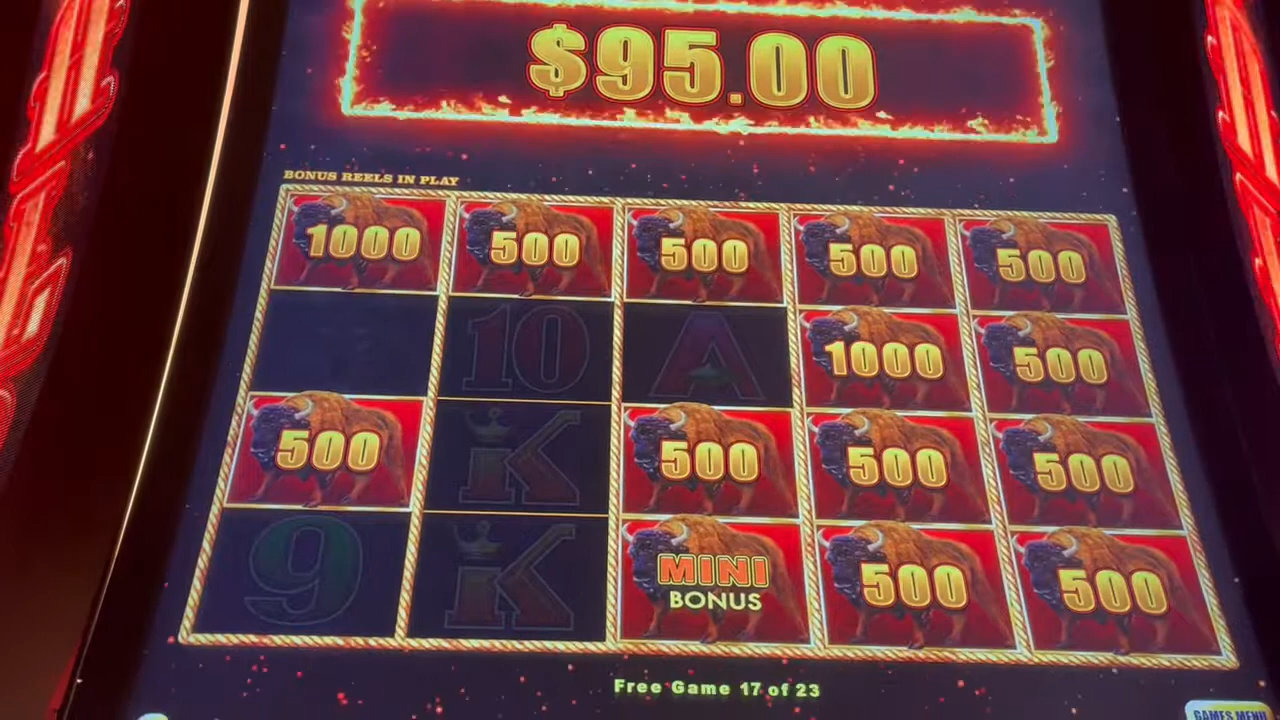 $95.00
BONUS REELS IN PLAY
1000 500 500 500 500
10 A 1000 500
500 K 500 500 500
9 K MINI 500 500
BONUS
Free Game 17 of 23
GAMES MENU